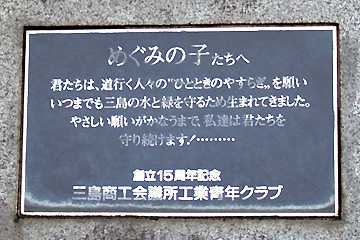 めぐみの子たちへ
君たちは、道行く人々の"ひとときのやすらぎ"を願い
いつまでも三島の水と緑を守るため生まれてきました。
やさしい願いがかなうまで、私達は君たちを
守り続けます!………
創立15周年記念
三島商工会議所工業青年クラブ